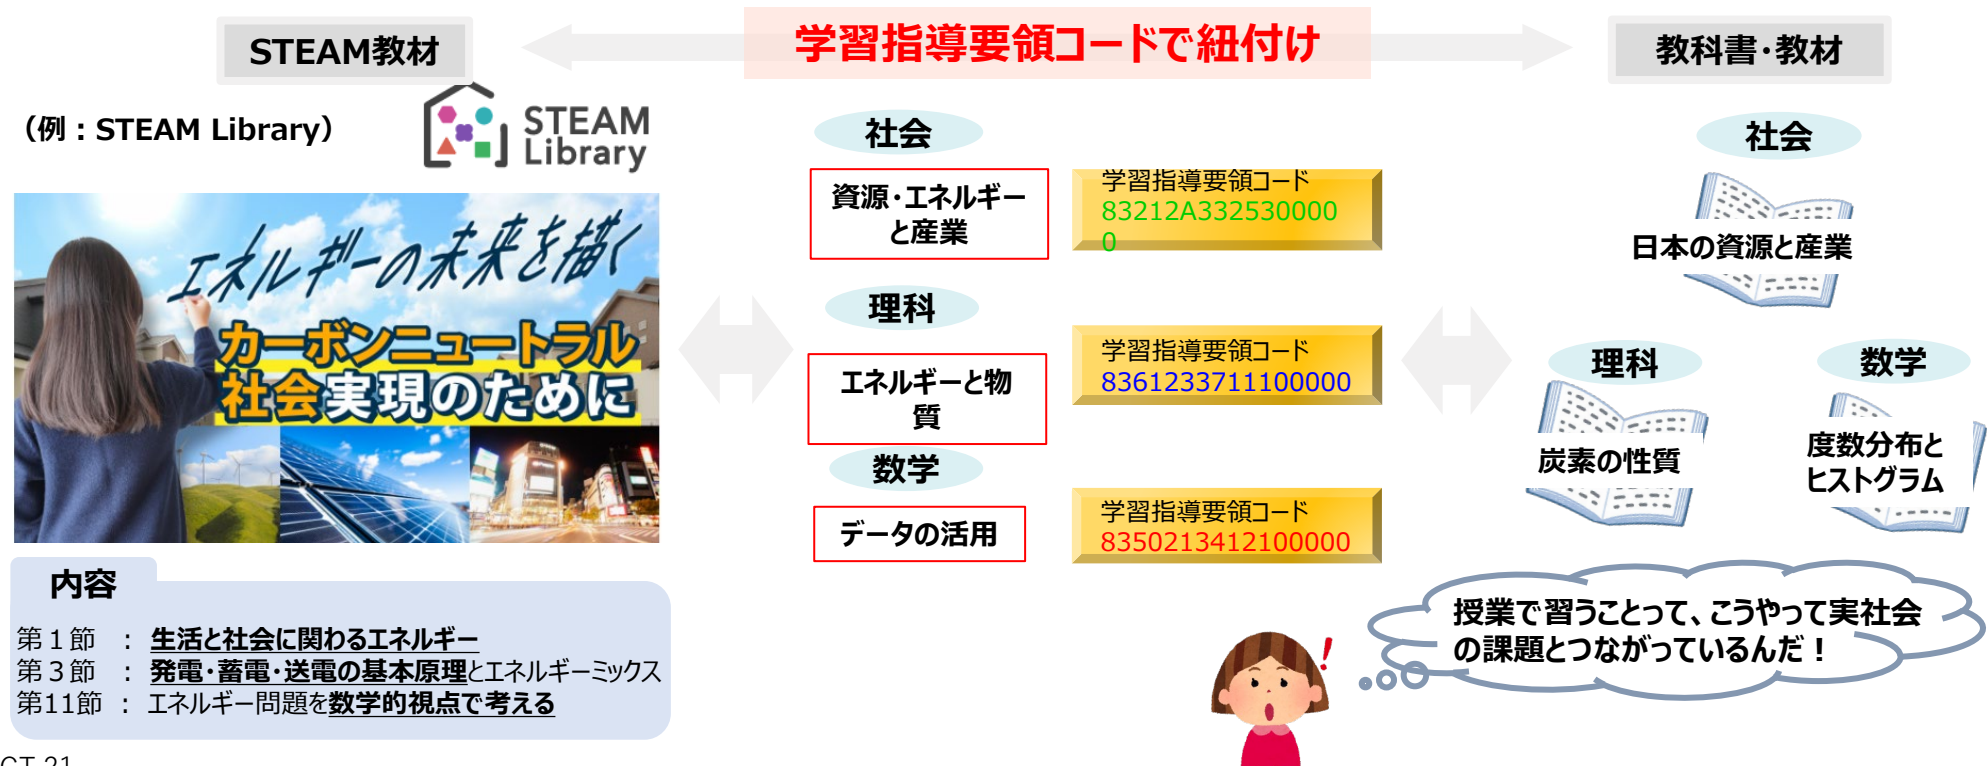 STEAM教材
学習指導要領コードで紐付け
教科書・教材
(例:STEAM Library)
STEAM
Library
エネルギーの未来を描く
カーボンニュートラル
社会実現のために
内容
第1節 : 生活と社会に関わるエネルギー
第3節 : 発電・蓄電・送電の基本原理とエネルギーミックス
第11節 : エネルギー問題を数学的視点で考える
社会
資源・エネルギー
と産業
学習指導要領コード
83212A332530000
0
理科
エネルギーと物
質
学習指導要領コード
8361233711100000
数学
データの活用
学習指導要領コード
8350213412100000
社会
日本の資源と産業
理科
炭素の性質
数学
度数分布と
ヒストグラム
授業で習うことって、こうやって実社会
の課題とつながっているんだ!